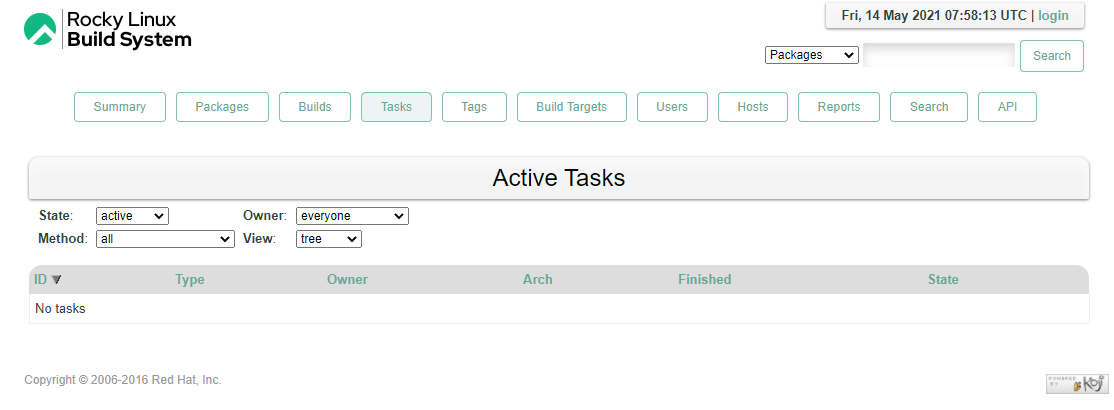 Rocky Linux
Build System
Fri, 14 May 2021 07:58:13 UTC | login
Packages Search
Summary Packages Builds Tasks Tags Build Targets Users Hosts Reports Search API
Active Tasks
State: active Owner: everyone
Method: all View: tree
ID Type Owner Arch Finished State
No tasks
Copyright © 2006-2016 Red Hat, Inc.
POWERED BY koji